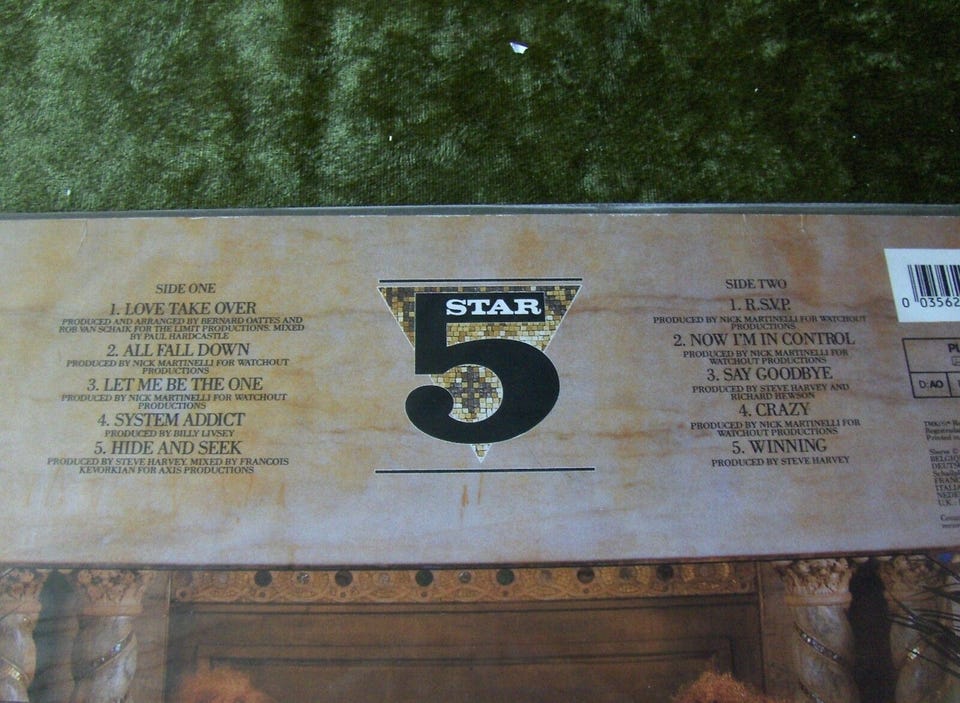 SIDE ONE
1. LOVE TAKE OVER
PRODUCED AND ARRANGED BY BERNARD OATTES AND
ROB VAN SCHAIK FOR THE LIMIT PRODUCTIONS. MIXED
BY PAUL HARDCASTLE
2. ALL FALL DOWN
PRODUCED BY NICK MARTINELLI FOR WATCHOUT
PRODUCTIONS
3. LET ME BE THE ONE
PRODUCED BY NICK MARTINELLI FOR WATCHOUT
PRODUCTIONS
4. SYSTEM ADDICT
PRODUCED BY BILLY LIVSEY
5. HIDE AND SEEK
PRODUCED BY STEVE HARVEY. MIXED BY FRANCOIS
KEVORKIAN FOR AXIS PRODUCTIONS
5 STAR
SIDE TWO
1. R.S.V.P.
PRODUCED BY NICK MARTINELLI FOR WATCHOUT
PRODUCTIONS
2. NOW I'M IN CONTROL
PRODUCED BY NICK MARTINELLI FOR
WATCHOUT PRODUCTIONS
3. SAY GOODBYE
PRODUCED BY STEVE HARVEY AND
RICHARD HEWSON
4. CRAZY
PRODUCED BY NICK MARTINELLI FOR
WATCHOUT PRODUCTIONS
5. WINNING
PRODUCED BY STEVE HARVEY
0 03562
PL
D: AO